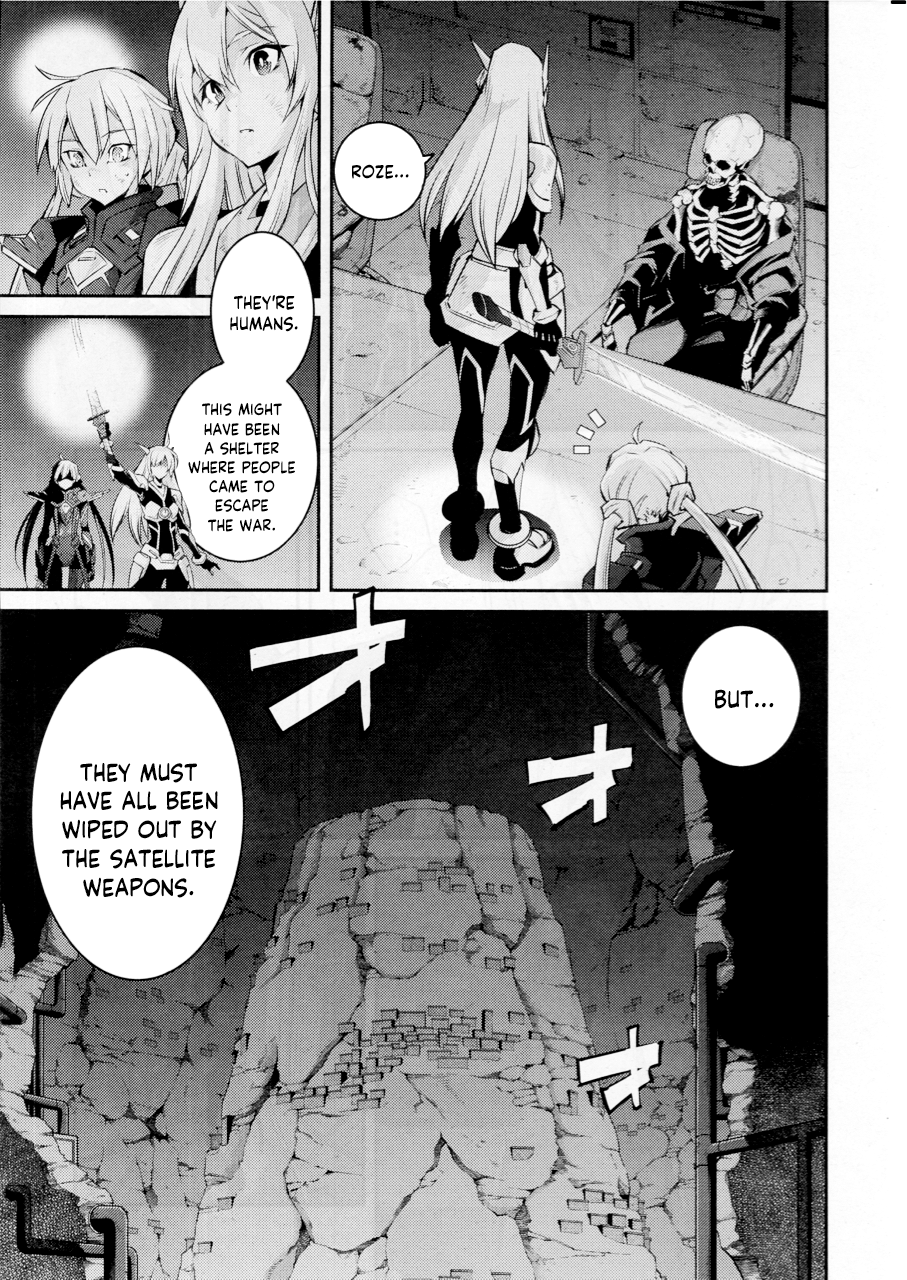 ROZE...
THEY'RE
HUMANS.
THIS MIGHT
HAVE BEEN
A SHELTER
WHERE PEOPLE
CAME TO
ESCAPE
THE WAR.
BUT...
オ
オ
オ
THEY MUST
HAVE ALL BEEN
WIPED OUT BY
THE SATELLITE
WEAPONS.